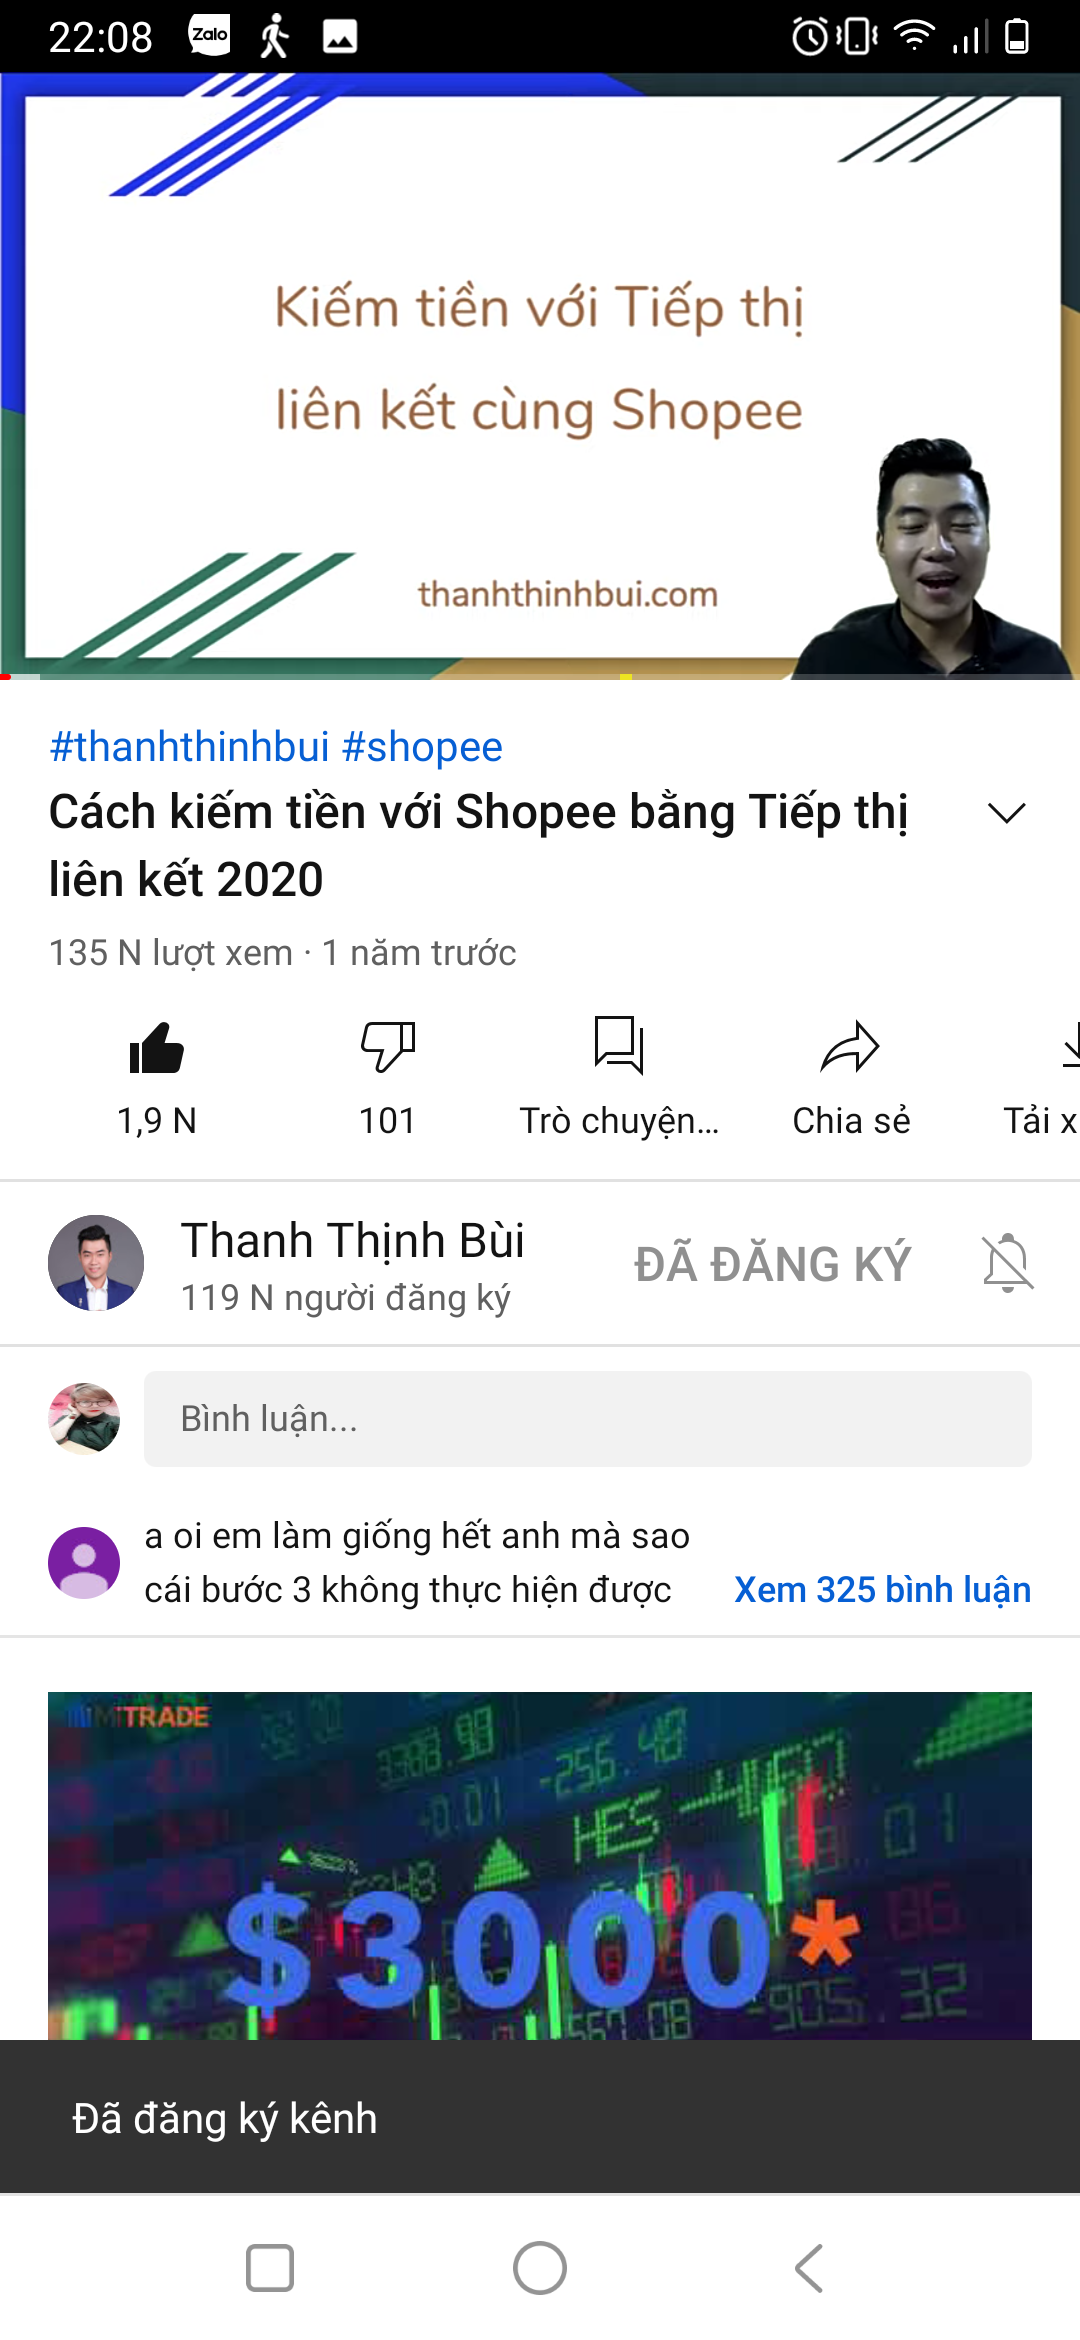 22:08
Zalo
Kiếm tiền với Tiếp thị
liên kết cùng Shopee
thanhthinhbui.com
#thanhthinhbui #shopee
Cách kiếm tiền với Shopee bằng Tiếp thị
liên kết 2020
135 N lượt xem · 1 năm trước
1,9 N
101
Trò chuyện...
Chia sẻ
Tải x
Thanh Thịnh Bùi
119 N người đăng ký
ĐÃ ĐĂNG KÝ
Bình luận...
a oi em làm giống hết anh mà sao
cái bước 3 không thực hiện được
Xem 325 bình luận
MiTRADE
3388.98
-256.48
-0.01
HES
01
$3000*
-905.32
567.08
Đã đăng ký kênh